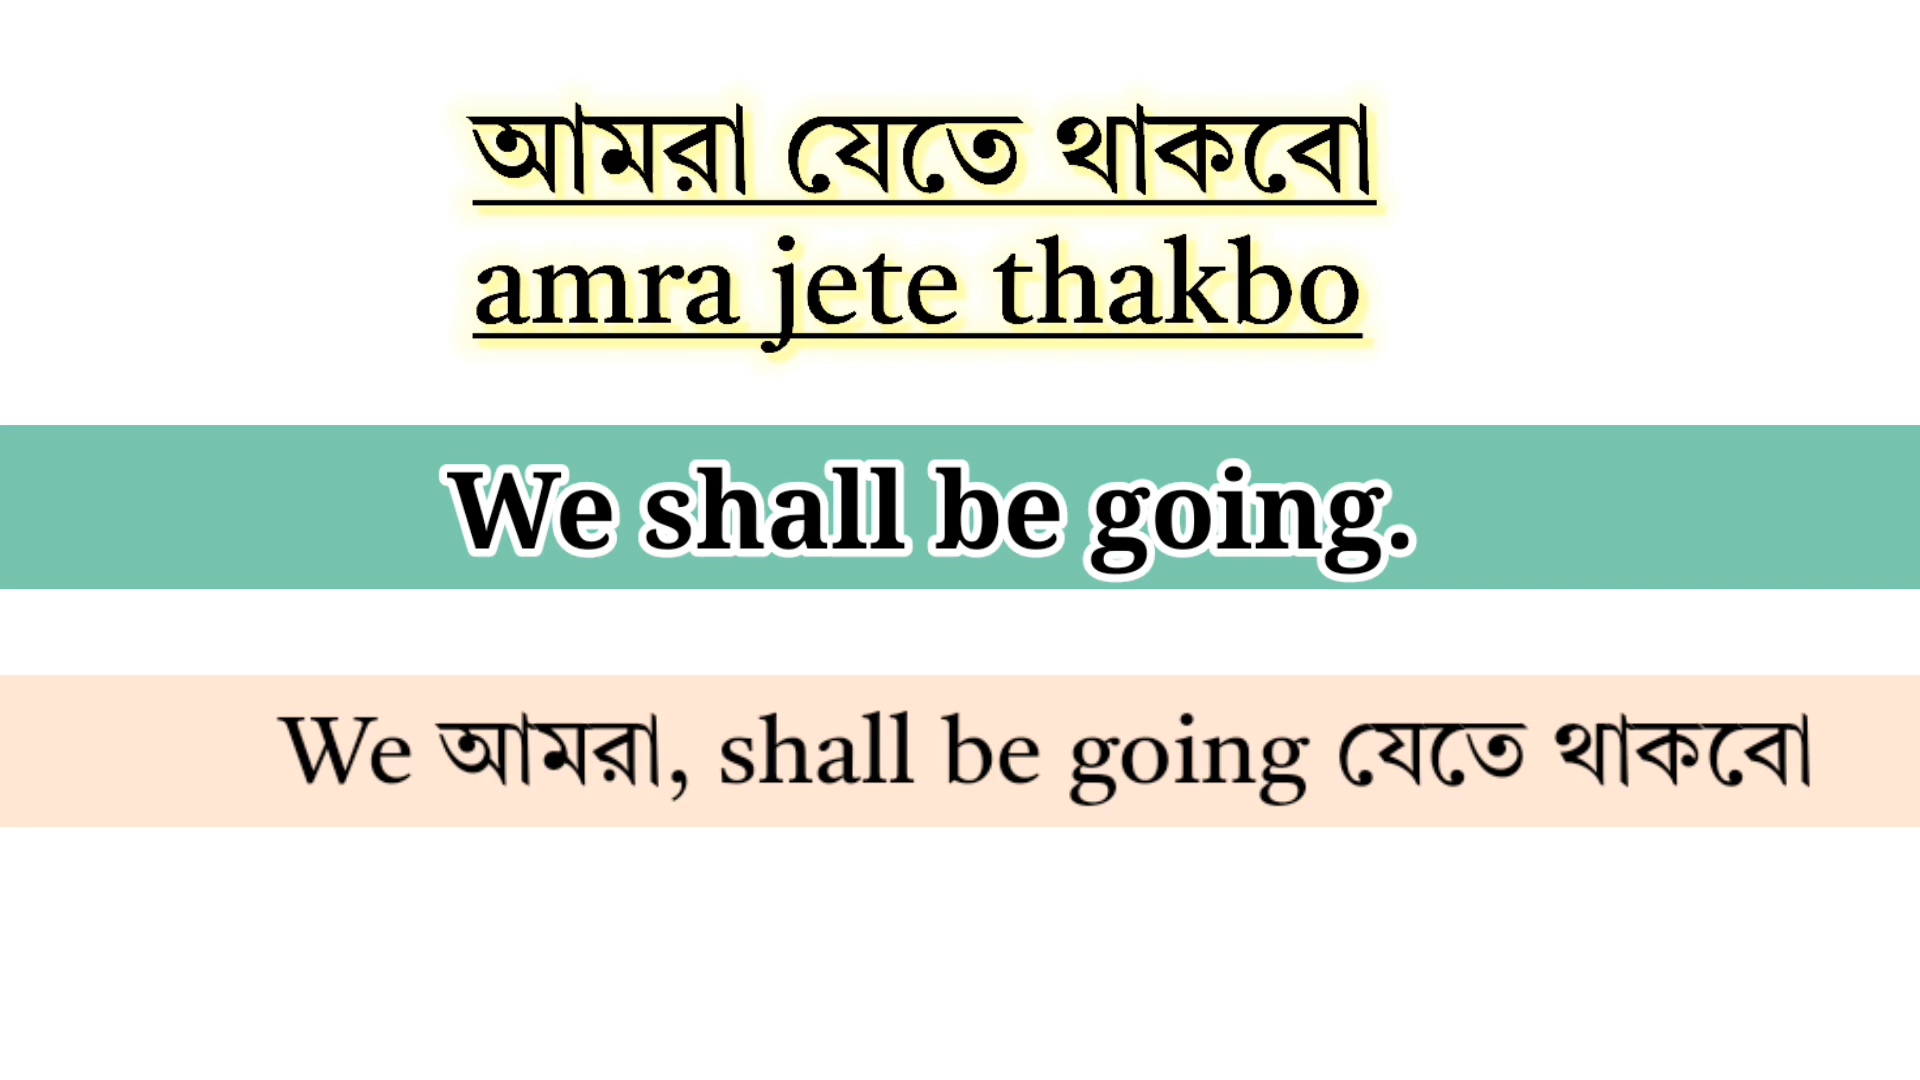 আমরা যেতে থাকবো
amra jete thakbo
We shall be going.
We আমরা, shall be going যেতে থাকবো